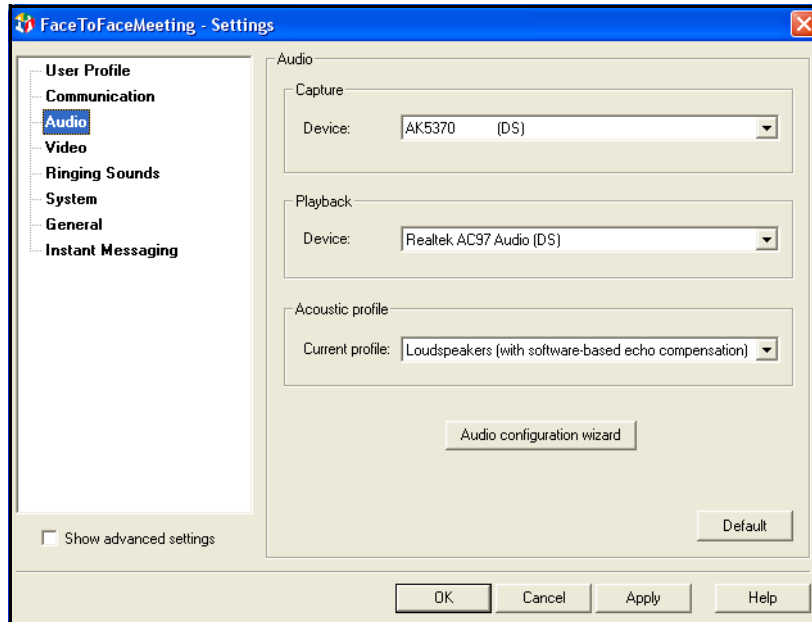 FaceToFaceMeeting - Settings
User Profile
Communication
Audio
Video
Ringing Sounds
System
General
Instant Messaging
Show advanced settings
Audio
Capture
Device: AK5370 (DS)
Playback
Device: Realtek AC97 Audio (DS)
Acoustic profile
Current profile: Loudspeakers (with software-based echo compensation)
Audio configuration wizard
Default
OK Cancel Apply Help